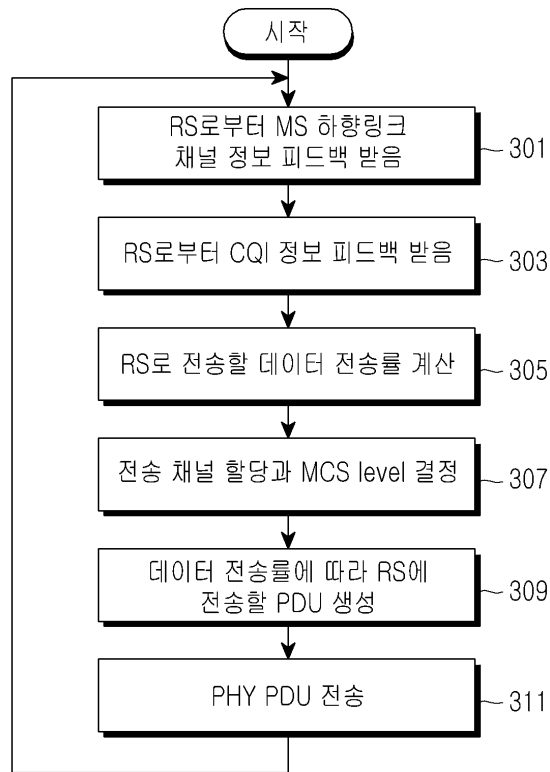 시작
RS로부터 MS 하향링크
채널 정보 피드백 받음
301
RS로부터 CQI 정보 피드백 받음
303
RS로 전송할 데이터 전송률 계산
305
전송 채널 할당과 MCS level 결정
307
데이터 전송률에 따라 RS에
전송할 PDU 생성
309
PHY PDU 전송
311